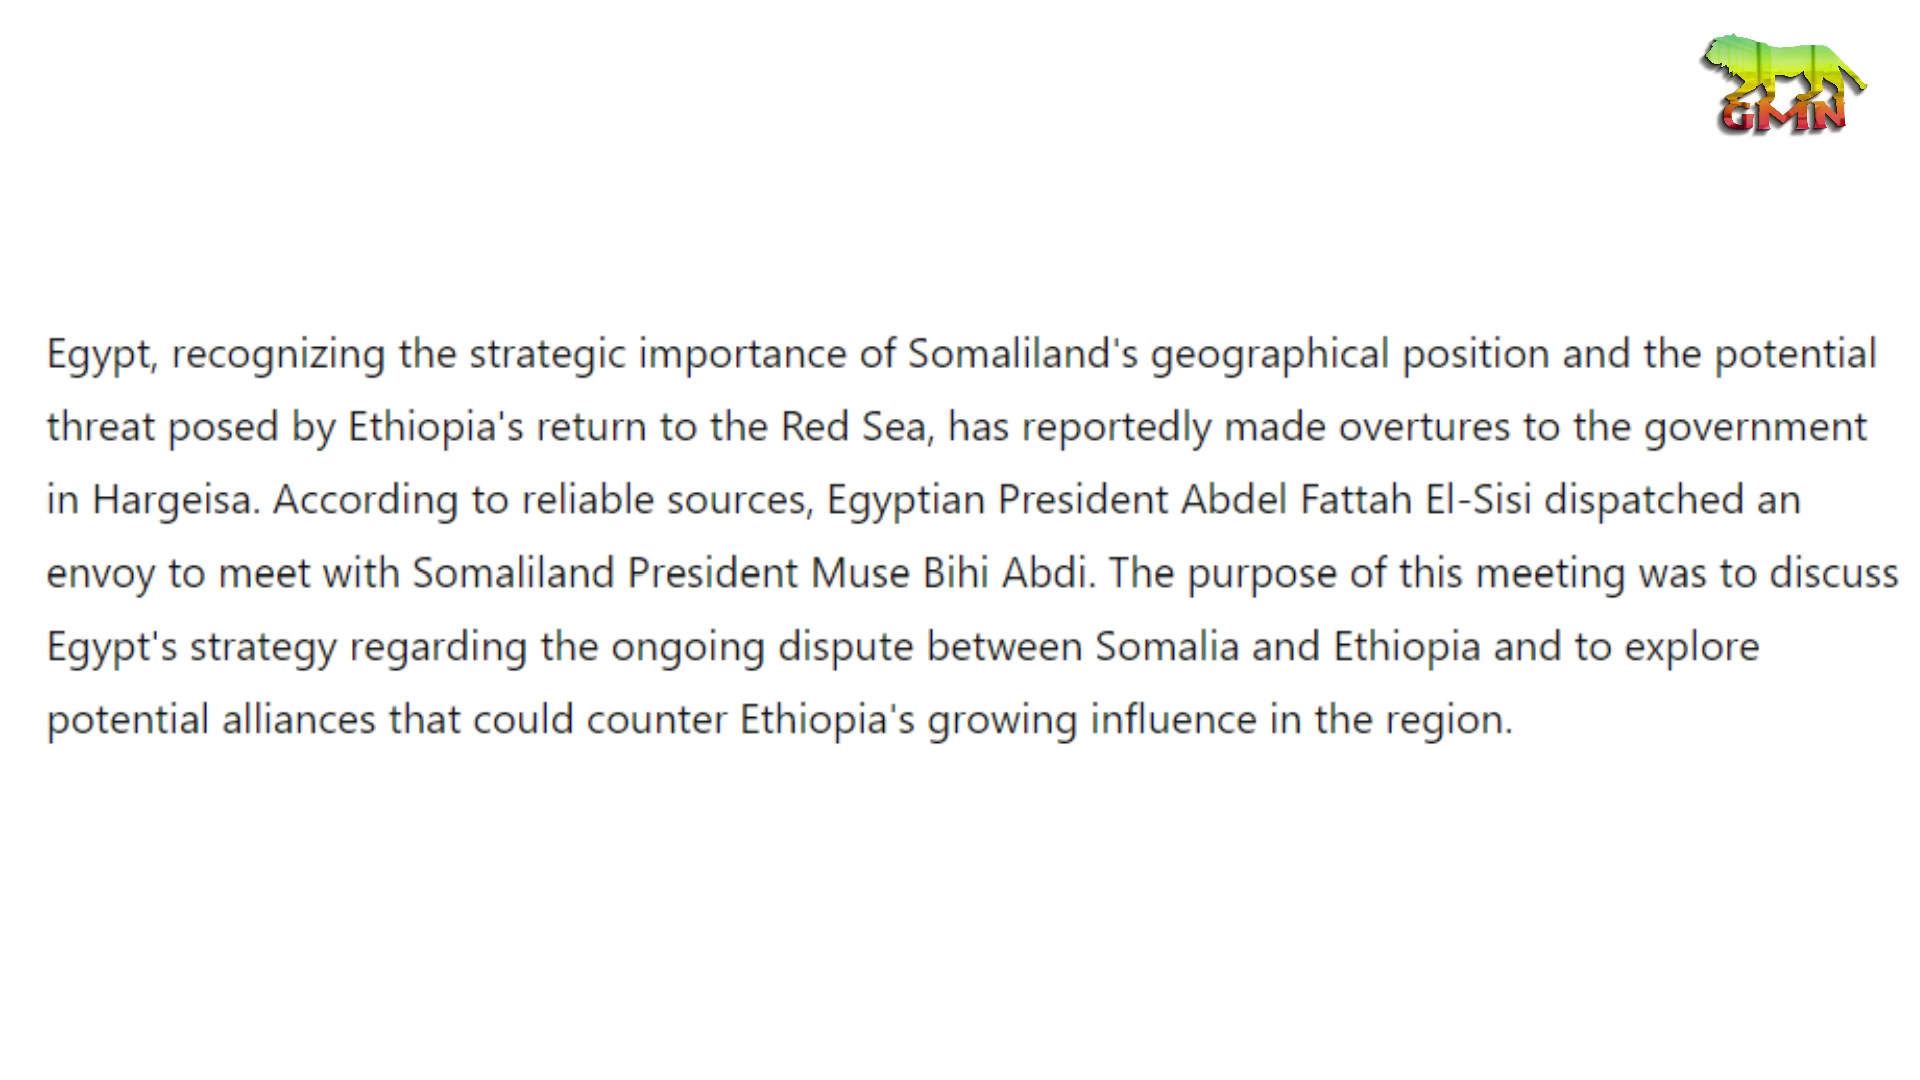 GMN
Egypt, recognizing the strategic importance of Somaliland's geographical position and the potential
threat posed by Ethiopia's return to the Red Sea, has reportedly made overtures to the government
in Hargeisa. According to reliable sources, Egyptian President Abdel Fattah El-Sisi dispatched an
envoy to meet with Somaliland President Muse Bihi Abdi. The purpose of this meeting was to discuss
Egypt's strategy regarding the ongoing dispute between Somalia and Ethiopia and to explore
potential alliances that could counter Ethiopia's growing influence in the region.